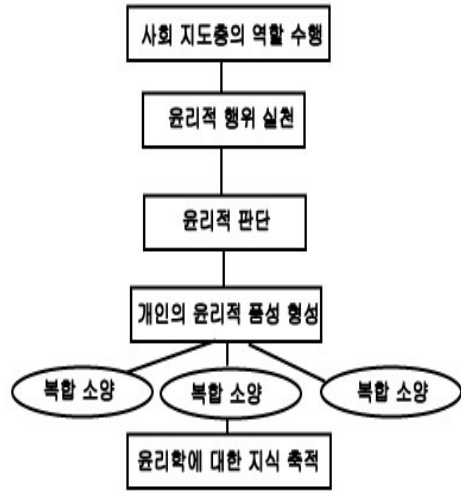 사회 지도층의 역할 수행
윤리적 행위 실천
윤리적 판단
개인의 윤리적 품성 형성
복합 소양 복합 소양 복합 소양
윤리학에 대한 지식 축적